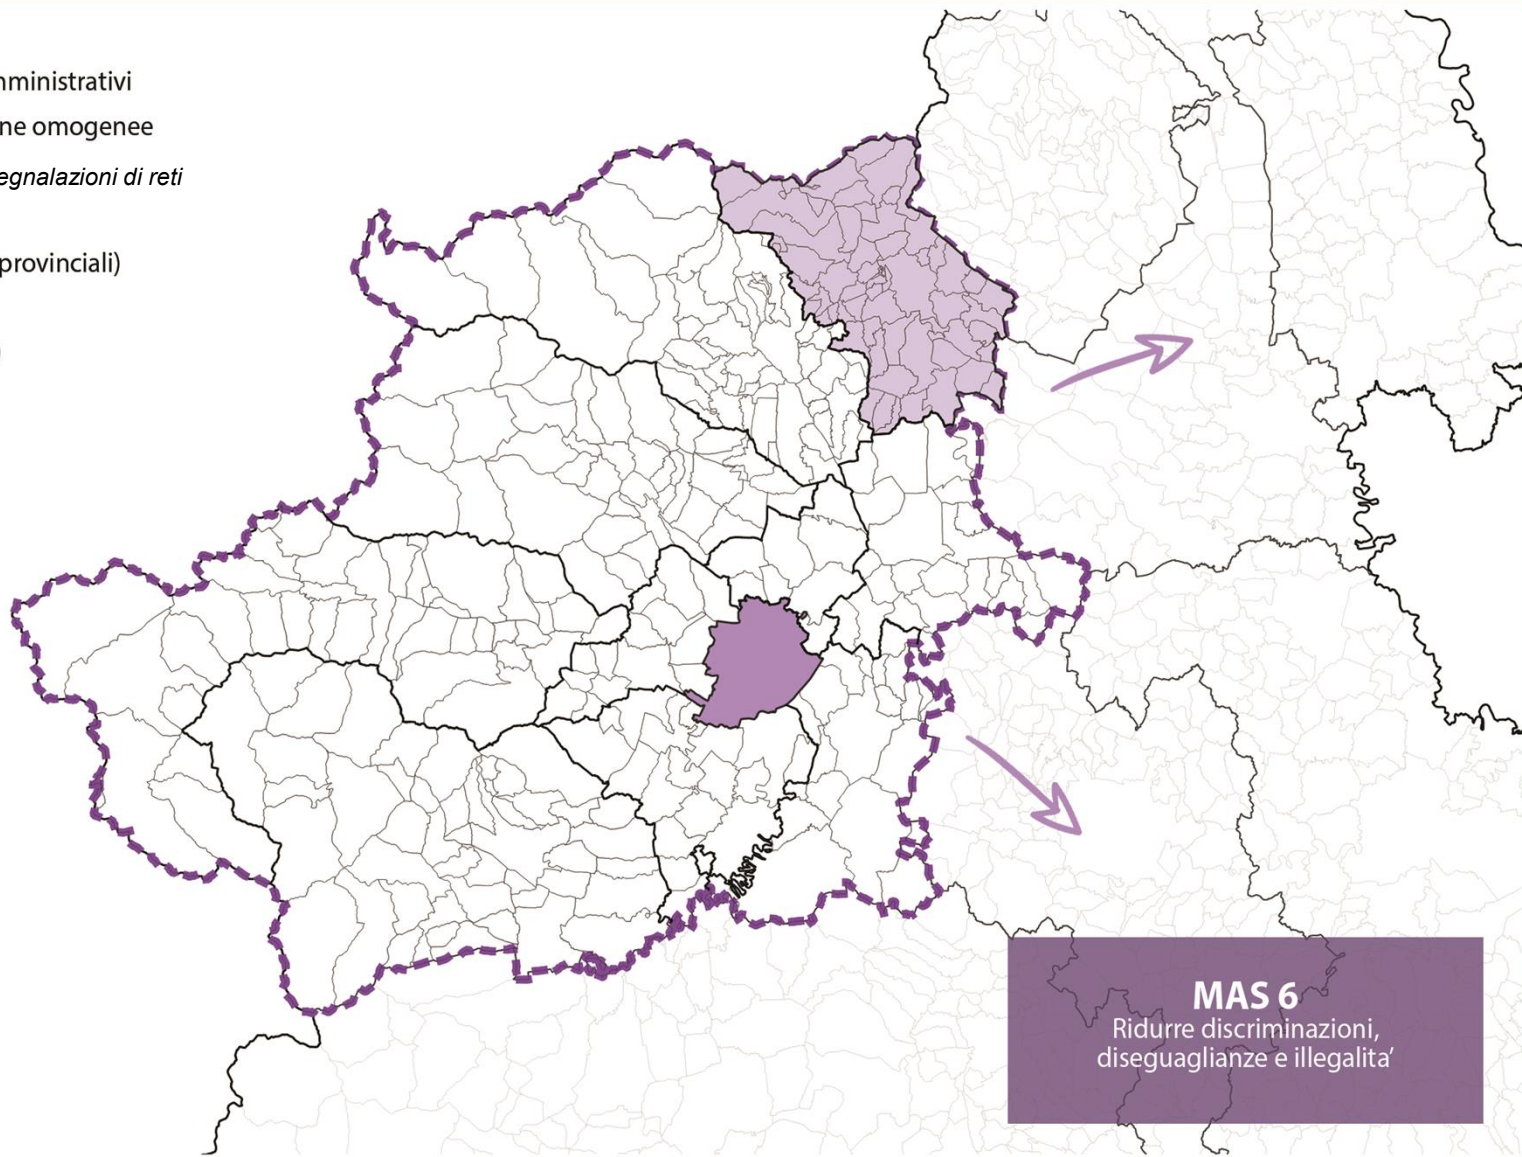 mministrativi
ne omogenee
egnalazioni di reti
provinciali)
)
MAS 6
Ridurre discriminazioni,
diseguaglianze e illegalita’